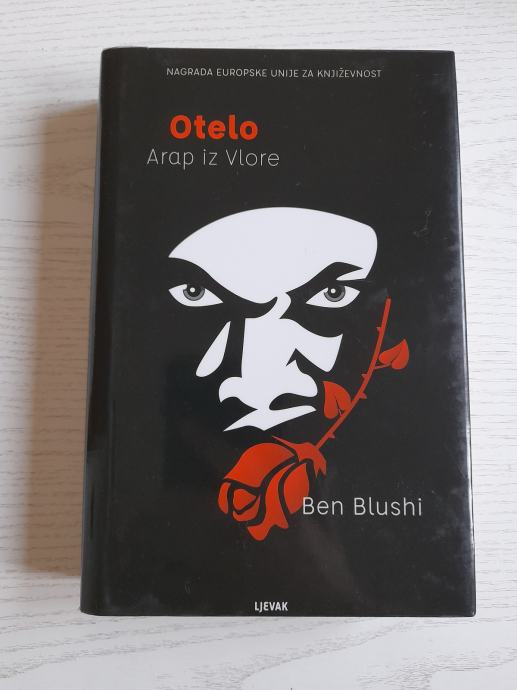 NAGRADA EUROPSKE UNIJE ZA KNJIŽEVNOST
Otelo
Arap iz Vlore
Ben Blushi
LJEVAK